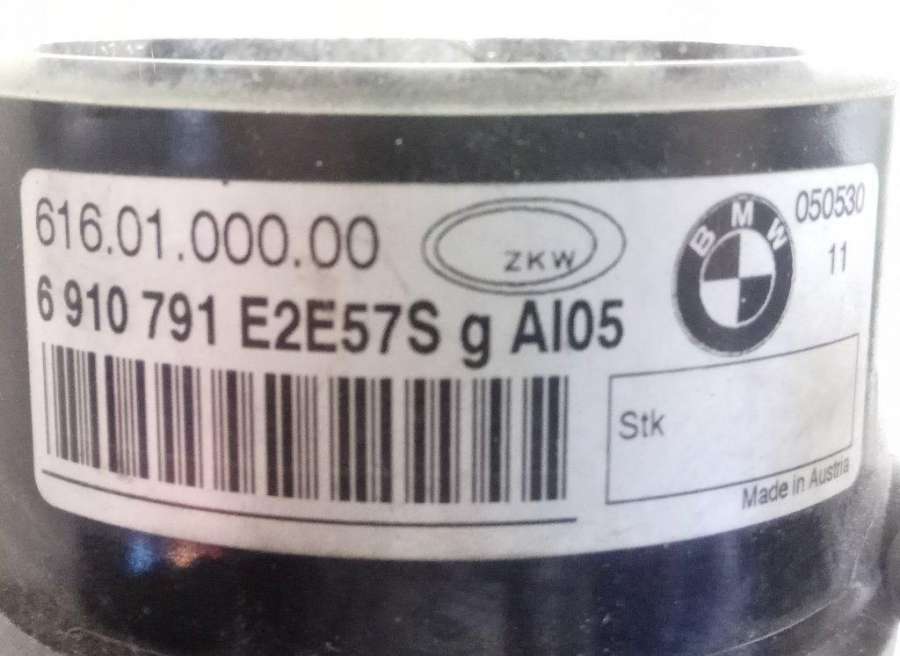 616.01.000.00
ZKW
BMW
050530
11
6 910 791 E2E57S g AI05
Stk
Made in Austria